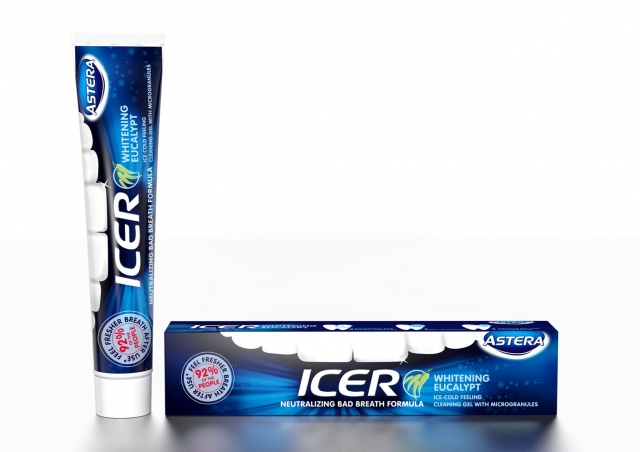 ASTERA
WHITENING
EUCALYPT
ICE-COLD FEELING
CLEANING GEL WITH MICROGRANULES
ICER
NEUTRALIZING BAD BREATH FORMULA
FEEL FRESHER BREATH AFTER USE*
92%
OF THE
PEOPLE
ICER
ASTERA
FEEL FRESHER BREATH AFTER USE*
92%
OF THE
PEOPLE
ICER
WHITENING
EUCALYPT
NEUTRALIZING BAD BREATH FORMULA
ICE-COLD FEELING
CLEANING GEL WITH MICROGRANULES